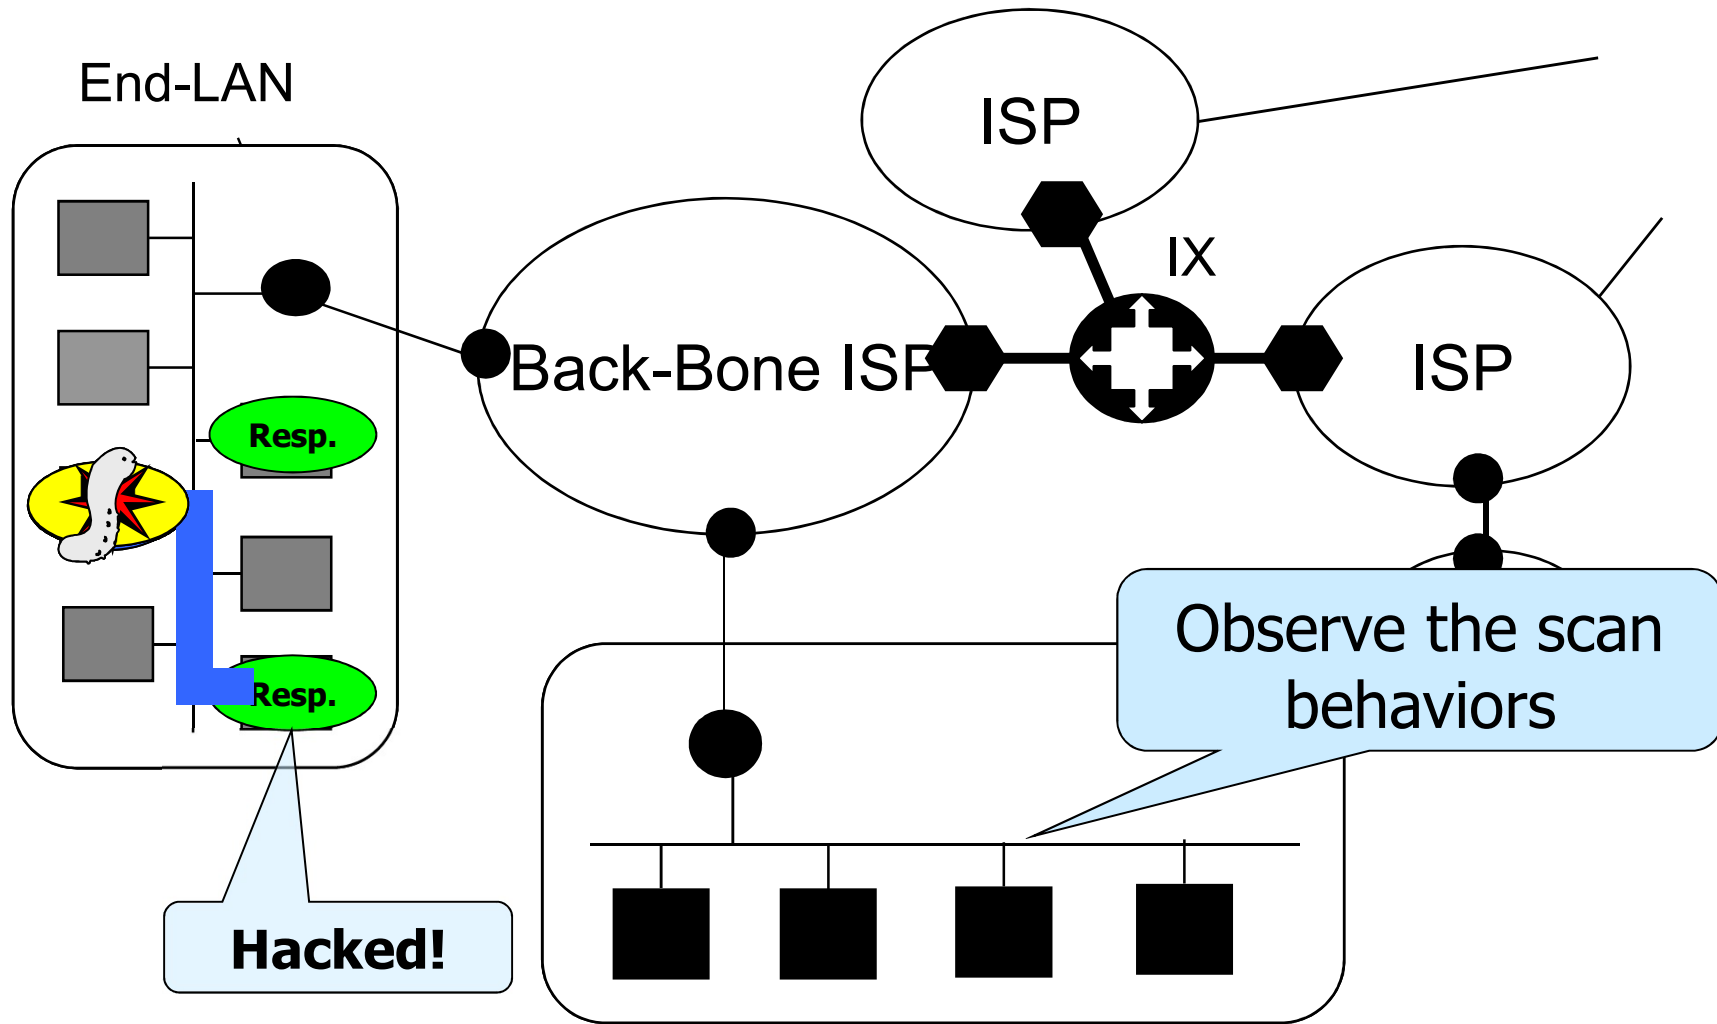 End-LAN
ISP
IX
Back-Bone ISP
ISP
Resp.
Resp.
Observe the scan
behaviors
Hacked!